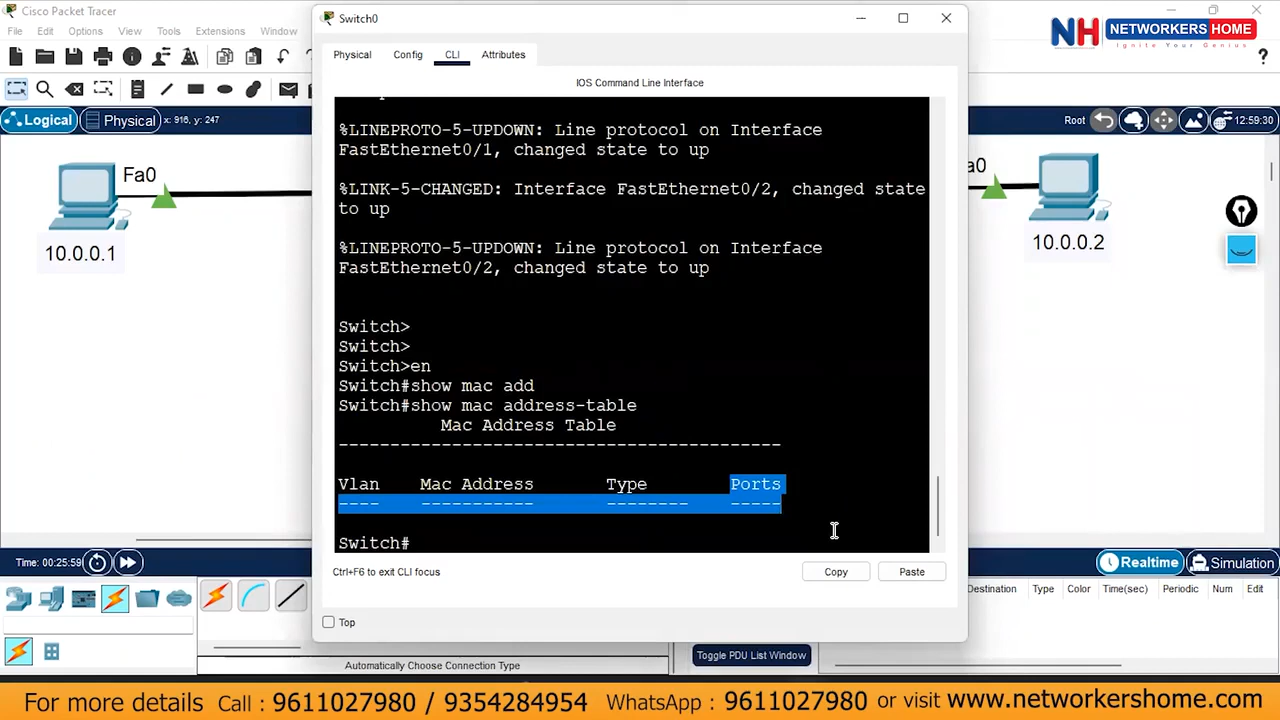 Cisco Packet Tracer
File Edit Options View Tools Extensions Window
Logical Physical x: 916, y: 247
Root 12:59:30
NH NETWORKERS HOME
Ignite Your Genius
?
Fa0
10.0.0.1
a0
10.0.0.2
Switch0
Physical Config CLI Attributes
IOS Command Line Interface
%LINEPROTO-5-UPDOWN: Line protocol on Interface
FastEthernet0/1, changed state to up
%LINK-5-CHANGED: Interface FastEthernet0/2, changed state
to up
%LINEPROTO-5-UPDOWN: Line protocol on Interface
FastEthernet0/2, changed state to up
Switch>
Switch>
Switch>en
Switch#show mac add
Switch#show mac address-table
Mac Address Table
-------------------------------------------
Vlan Mac Address Type Ports
---- ----------- -------- -----
Switch#
Ctrl+F6 to exit CLI focus
Copy Paste
Top
Time: 00:25:59
Realtime Simulation
Destination Type Color Time(sec) Periodic Num Edit
Automatically Choose Connection Type
Toggle PDU List Window
For more details Call : 9611027980 / 9354284954 WhatsApp : 9611027980 or visit www.networkershome.com